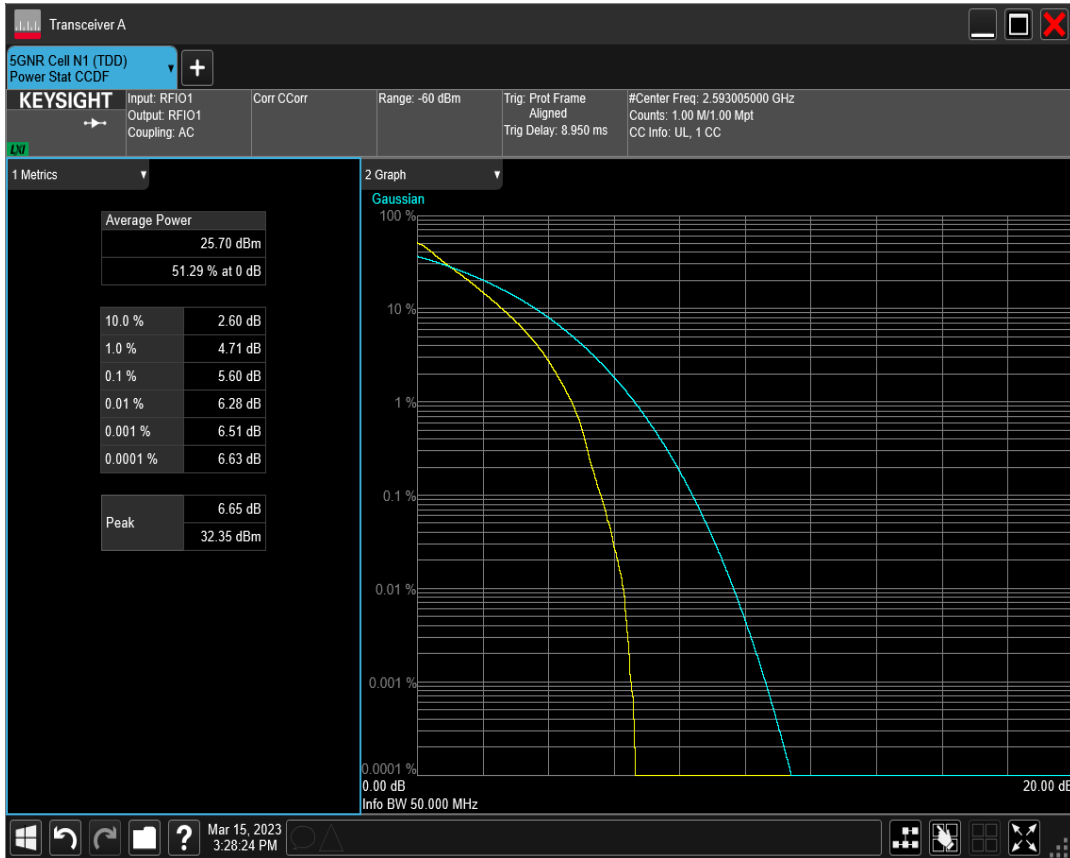 Transceiver A
5GNR Cell N1 (TDD)
Power Stat CCDF
KEYSIGHT
LXI
Input: RFIO1
Output: RFIO1
Coupling: AC
Corr CCorr
Range: -60 dBm
Trig: Prot Frame
Aligned
Trig Delay: 8.950 ms
#Center Freq: 2.593005000 GHz
Counts: 1.00 M/1.00 Mpt
CC Info: UL, 1 CC
1 Metrics
Average Power
25.70 dBm
51.29 % at 0 dB
10.0 % 2.60 dB
1.0 % 4.71 dB
0.1 % 5.60 dB
0.01 % 6.28 dB
0.001 % 6.51 dB
0.0001 % 6.63 dB
Peak 6.65 dB
32.35 dBm
2 Graph
Gaussian
100 %
10 %
1 %
0.1 %
0.01 %
0.001 %
0.0001 %
0.00 dB 20.00 dB
Info BW 50.000 MHz
? Mar 15, 2023
3:28:24 PM